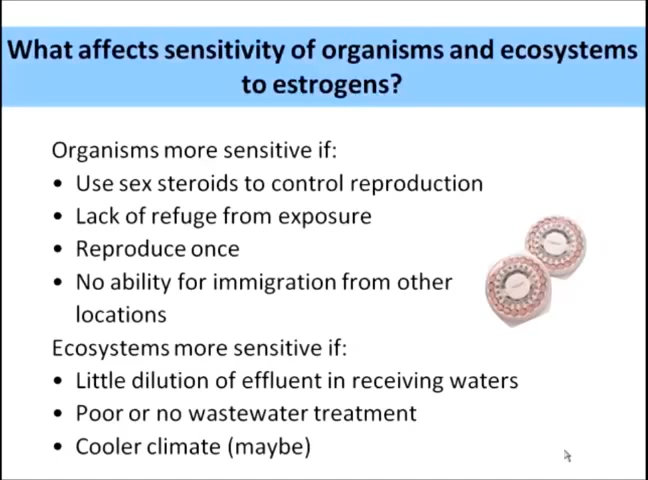 What affects sensitivity of organisms and ecosystems
to estrogens?
Organisms more sensitive if:
• Use sex steroids to control reproduction
• Lack of refuge from exposure
• Reproduce once
• No ability for immigration from other
locations
Ecosystems more sensitive if:
• Little dilution of effluent in receiving waters
• Poor or no wastewater treatment
• Cooler climate (maybe)